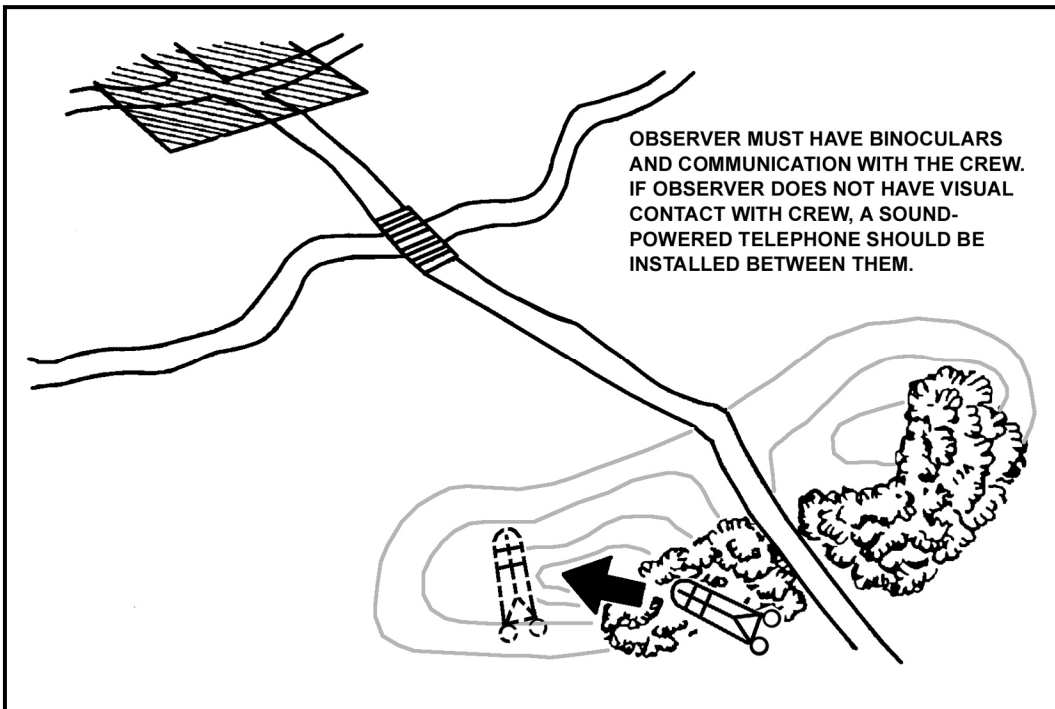 OBSERVER MUST HAVE BINOCULARS
AND COMMUNICATION WITH THE CREW.
IF OBSERVER DOES NOT HAVE VISUAL
CONTACT WITH CREW, A SOUND-
POWERED TELEPHONE SHOULD BE
INSTALLED BETWEEN THEM.